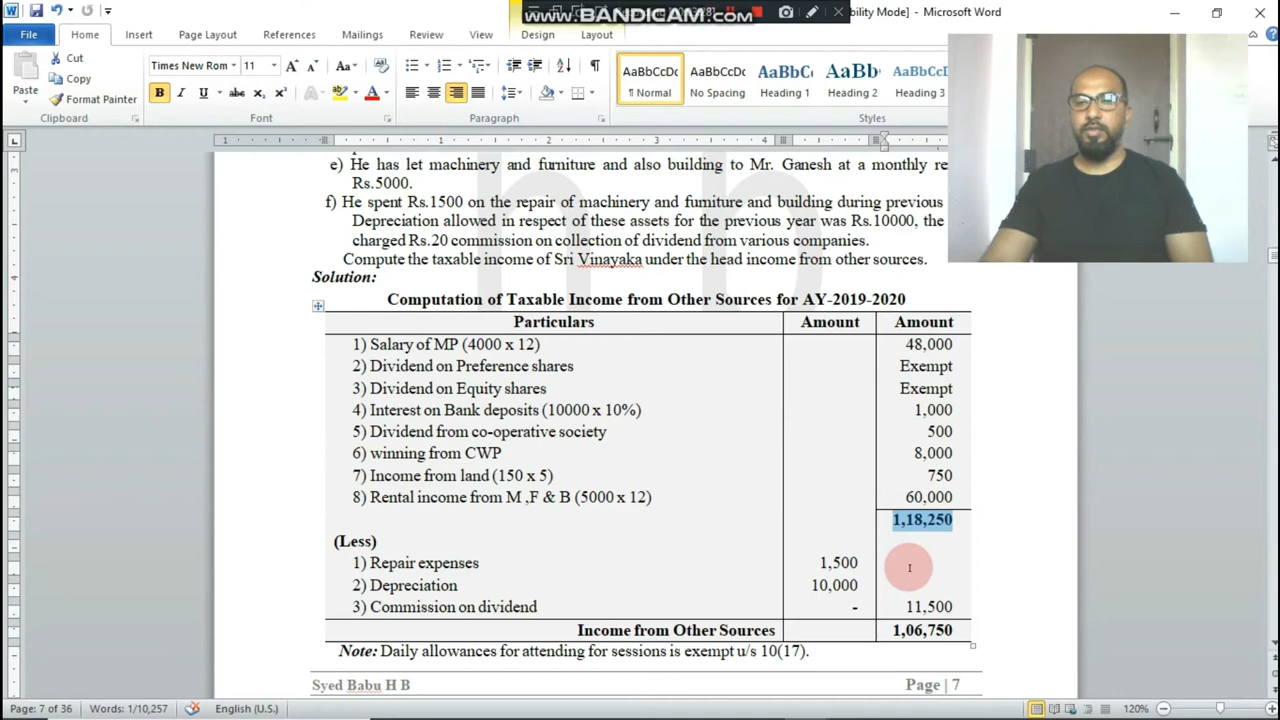 www.BANDICAM.com
bility Mode] - Microsoft Word
File Home Insert Page Layout References Mailings Review View Design Layout
Cut
Copy
Format Painter
Paste
Clipboard
Times New Rom 11
Font
Paragraph
AaBbCcDc AaBbCcDc AaBbCc AaBbC AaBbCc
¶ Normal No Spacing Heading 1 Heading 2 Heading 3
Styles
e) He has let machinery and furniture and also building to Mr. Ganesh at a monthly re
Rs.5000.
f) He spent Rs.1500 on the repair of machinery and furniture and building during previous
Depreciation allowed in respect of these assets for the previous year was Rs.10000, the
charged Rs.20 commission on collection of dividend from various companies.
Compute the taxable income of Sri Vinayaka under the head income from other sources.
Solution:
Computation of Taxable Income from Other Sources for AY-2019-2020
Particulars Amount Amount
1) Salary of MP (4000 x 12) 48,000
2) Dividend on Preference shares Exempt
3) Dividend on Equity shares Exempt
4) Interest on Bank deposits (10000 x 10%) 1,000
5) Dividend from co-operative society 500
6) winning from CWP 8,000
7) Income from land (150 x 5) 750
8) Rental income from M ,F & B (5000 x 12) 60,000
1,18,250
(Less)
1) Repair expenses 1,500
2) Depreciation 10,000
3) Commission on dividend - 11,500
Income from Other Sources 1,06,750
Note: Daily allowances for attending for sessions is exempt u/s 10(17).
Syed Babu H B Page | 7
Page: 7 of 36 Words: 1/10,257 English (U.S.) 120%